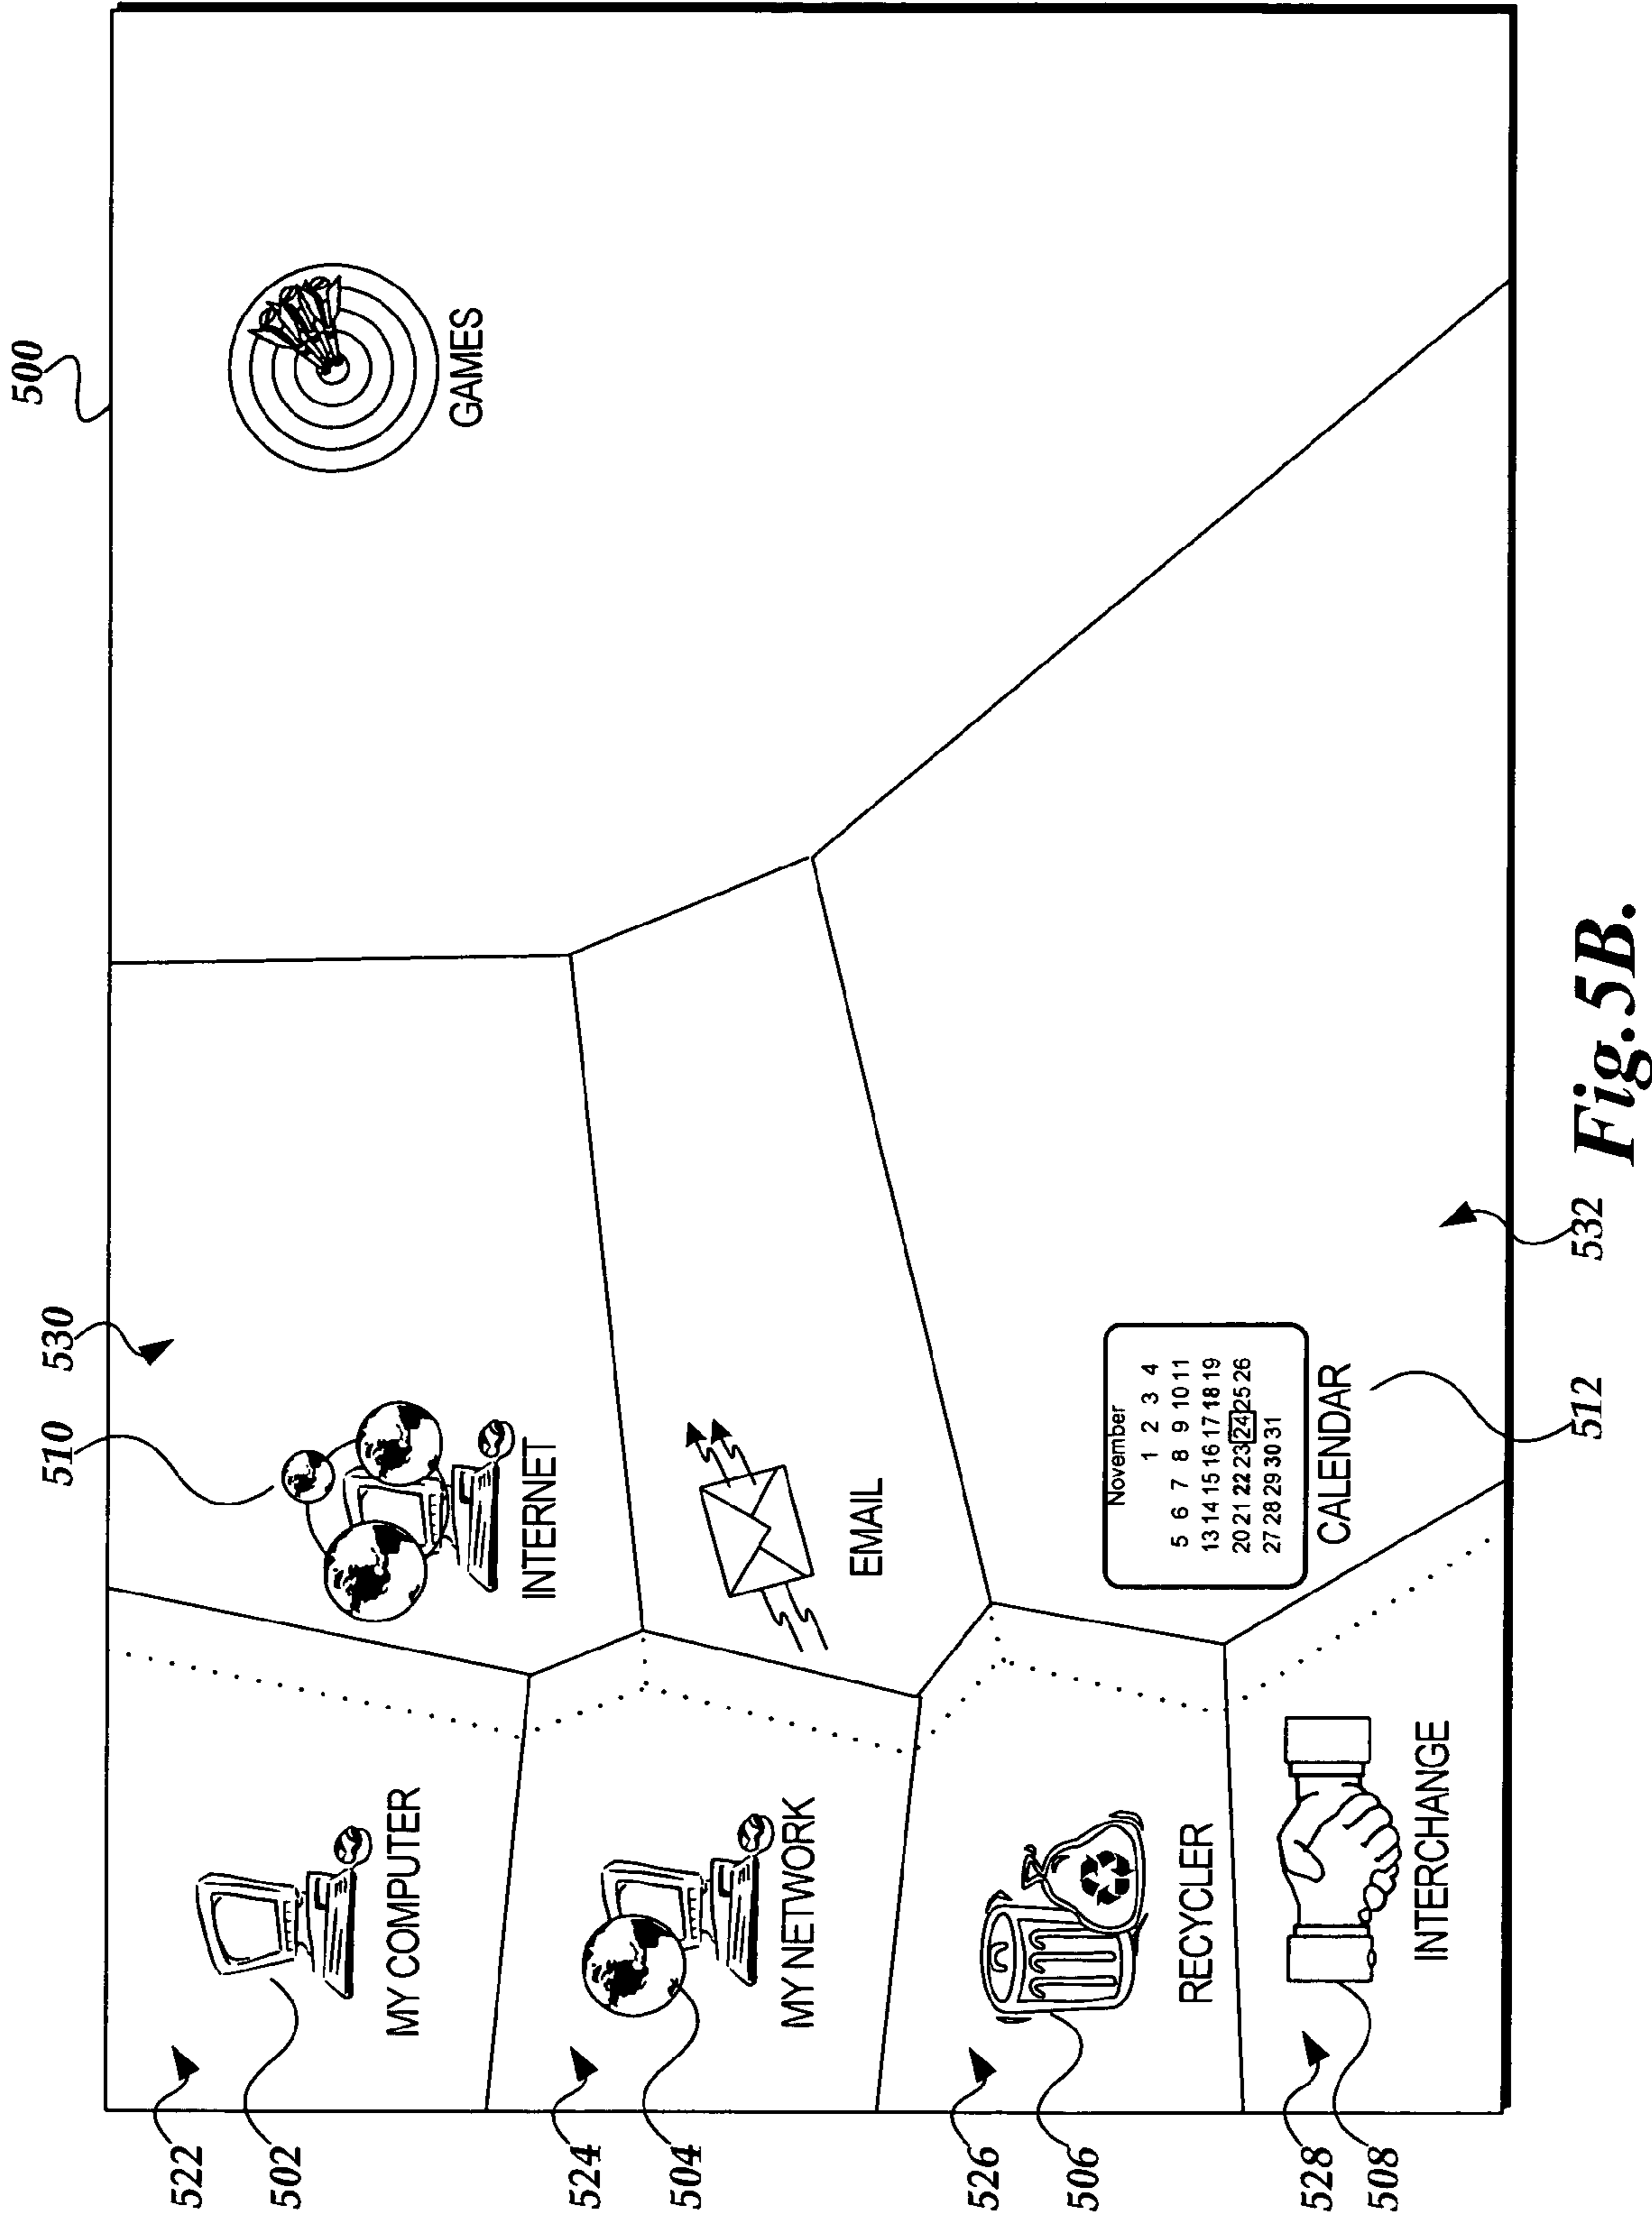 500
510 530
522
502
MY COMPUTER
GAMES
INTERNET
524
504
MY NETWORK
EMAIL
526
506
RECYCLER
November
1 2 3 4
5 6 7 8 9 10 11
13 14 15 16 17 18 19
20 21 22 23 24 25 26
27 28 29 30 31
CALENDAR
528
508
INTERCHANGE
512 532
Fig.5B.